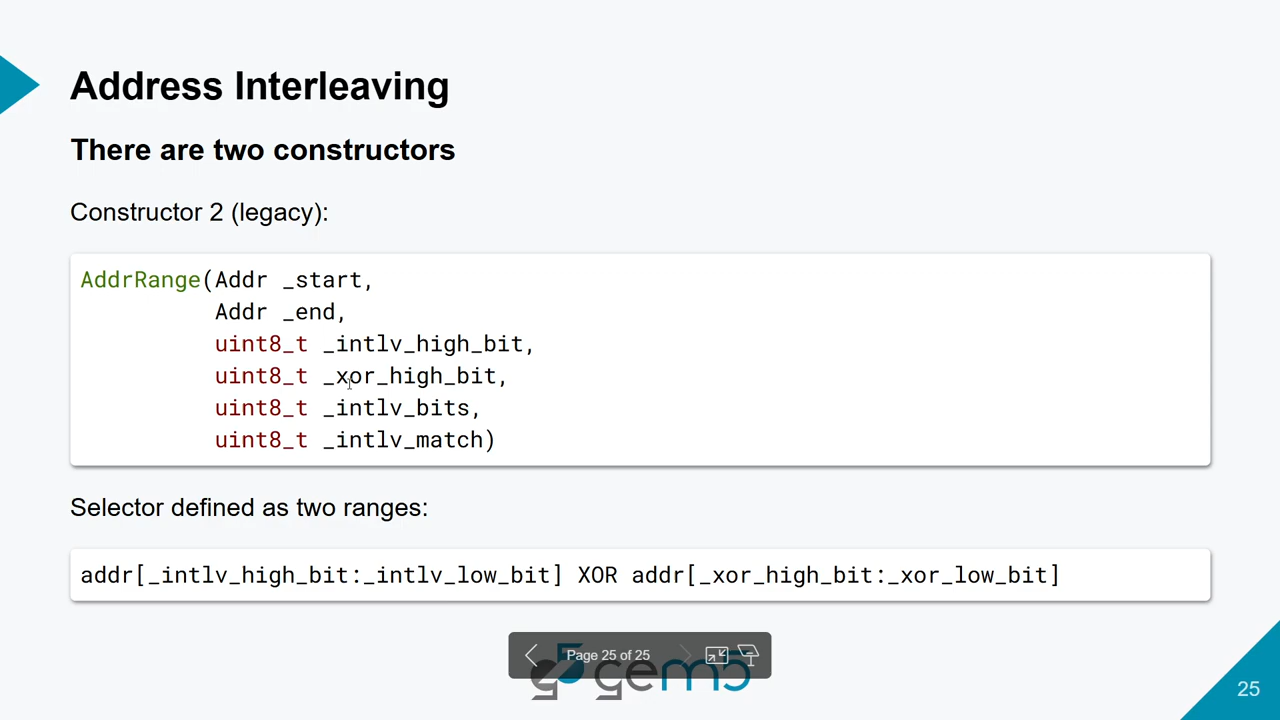 Address Interleaving
There are two constructors
Constructor 2 (legacy):
AddrRange(Addr _start,
Addr _end,
uint8_t _intlv_high_bit,
uint8_t _xor_high_bit,
uint8_t _intlv_bits,
uint8_t _intlv_match)
Selector defined as two ranges:
addr[_intlv_high_bit:_intlv_low_bit] XOR addr[_xor_high_bit:_xor_low_bit]
Page 25 of 25
gem5
25